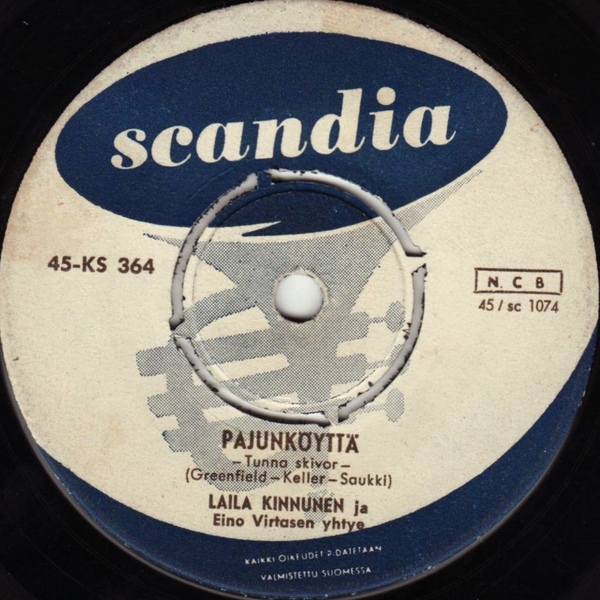 scandia
45-KS 364
N. C B
45 / sc 1074
PAJUNKÖYTTÄ
–Tunna skivor–
(Greenfield–Keller–Saukki)
LAILA KINNUNEN ja
Eino Virtasen yhtye
KAIKKI OIKEUDET P.DATETAAN
VALMISTETTU SUOMESSA